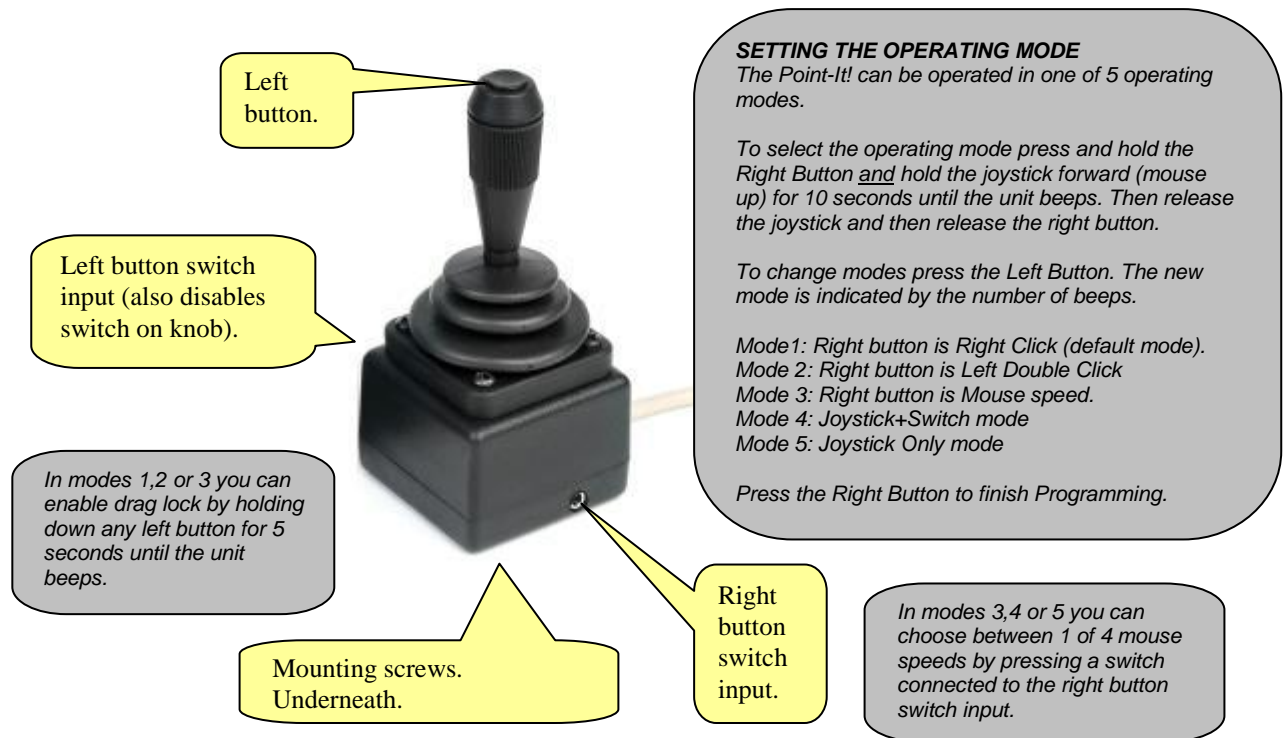 Left
button.
SETTING THE OPERATING MODE
The Point-It! can be operated in one of 5 operating
modes.
To select the operating mode press and hold the
Right Button and hold the joystick forward (mouse
up) for 10 seconds until the unit beeps. Then release
the joystick and then release the right button.
To change modes press the Left Button. The new
mode is indicated by the number of beeps.
Mode1: Right button is Right Click (default mode).
Mode 2: Right button is Left Double Click
Mode 3: Right button is Mouse speed.
Mode 4: Joystick+Switch mode
Mode 5: Joystick Only mode
Press the Right Button to finish Programming.
Left button switch
input (also disables
switch on knob).
In modes 1,2 or 3 you can
enable drag lock by holding
down any left button for 5
seconds until the unit
beeps.
Mounting screws.
Underneath.
Right
button
switch
input.
In modes 3,4 or 5 you can
choose between 1 of 4 mouse
speeds by pressing a switch
connected to the right button
switch input.